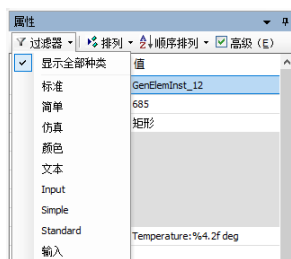 属性
过滤器 排列 顺序排列 高级 (E)
显示全部种类 值
标准 GenElemInst_12
简单 685
仿真 矩形
颜色
文本
Input
Simple
Standard Temperature:%4.2f deg
输入